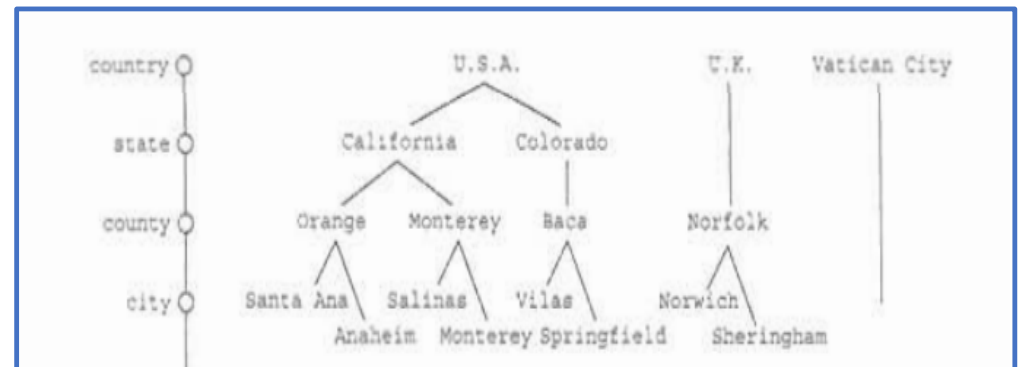 country U.S.A. U.K. Vatican City
state California Colorado
county Orange Monterey Baca Norfolk
city Santa Ana Salinas Vilas Norwich
Anaheim Monterey Springfield Sheringham